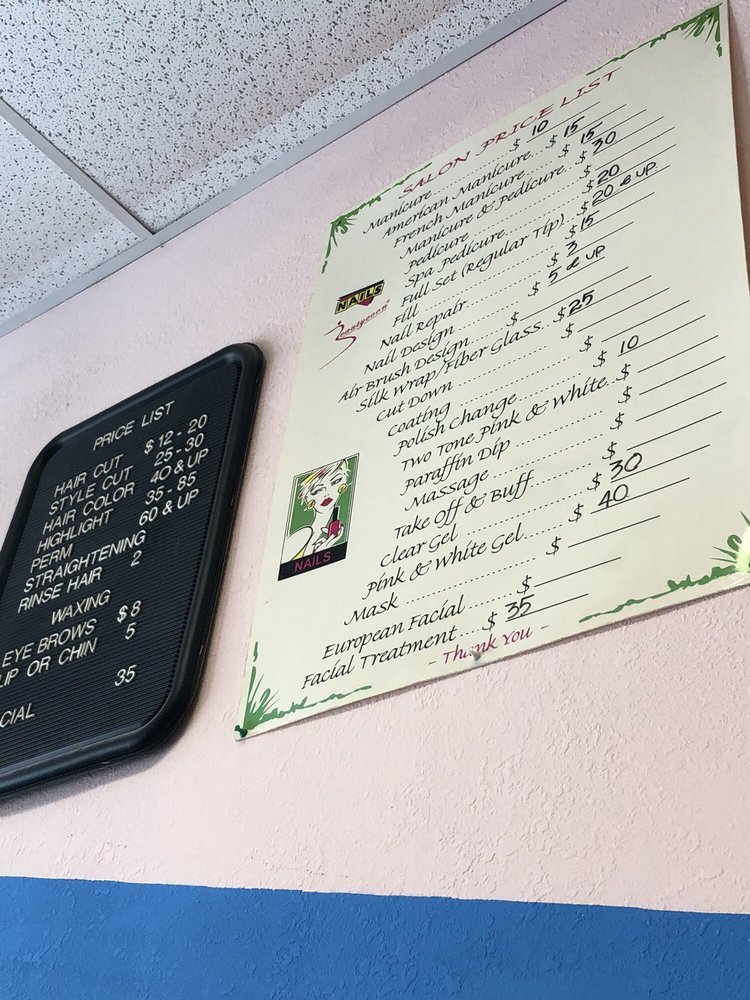 PRICE LIST
HAIR CUT $12 - 20
STYLE CUT 25 - 30
HAIR COLOR 40 & UP
HIGHLIGHT 35 - 85
PERM 60 & UP
STRAIGHTENING
RINSE HAIR 2
WAXING
EYE BROWS $8
LIP OR CHIN 5
CIAL 35
SALON PRICE LIST
Manicure $ 10
American Manicure $ 15
French Manicure $ 15
Manicure & Pedicure $ 30
Pedicure
Spa Pedicure $ 20
Full Set (Regular Tip) $ 20 & UP
Fill $ 15
Nail Repair $ 3
Nail Design $ 5 & UP
Air Brush Design $
Silk Wrap/Fiber Glass $ 25
Cut Down $
Coating
Polish Change $ 10
Two Tone Pink & White $
Paraffin Dip $
Massage $
Take Off & Buff $
Clear Gel $ 30
Pink & White Gel $ 40
Mask $
European Facial $
Facial Treatment $ 35
- Thank You -
NAILS
NAILS